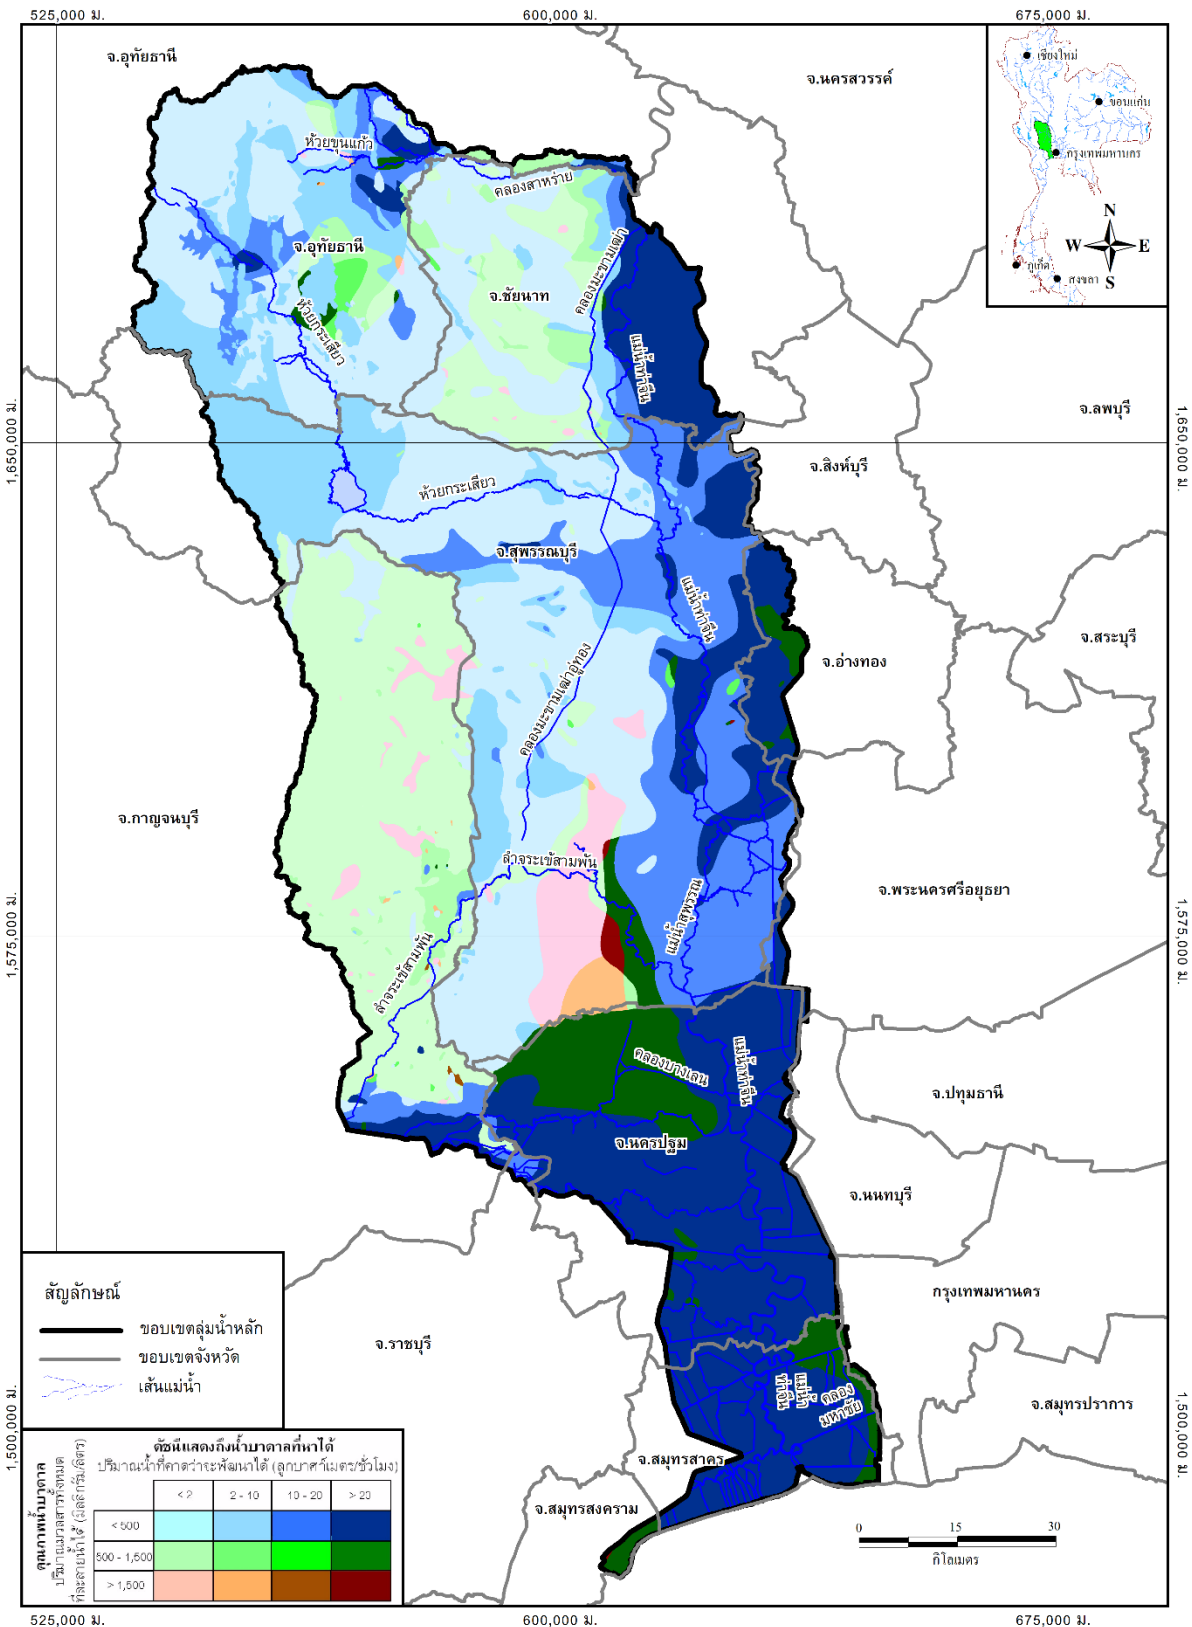 525,000 ม.
600,000 ม.
675,000 ม.
จ.อุทัยธานี
จ.นครสวรรค์
เชียงใหม่
ขอนแก่น
กรุงเทพมหานคร
ภูเก็ต
สงขลา
N
W
E
S
ห้วยขุนแก้ว
คลองสาหร่าย
จ.อุทัยธานี
จ.ชัยนาท
คลองมะขามเฒ่า
ห้วยกระเสียว
แม่น้ำท่าจีน
จ.ลพบุรี
1,650,000 ม.
1,650,000 ม.
จ.สิงห์บุรี
ห้วยกระเสียว
จ.สุพรรณบุรี
แม่น้ำท่าจีน
จ.สระบุรี
จ.อ่างทอง
คลองมะขามเฒ่าอู่ทอง
จ.กาญจนบุรี
ลำจระเข้สามพัน
จ.พระนครศรีอยุธยา
แม่น้ำสุพรรณ
1,575,000 ม.
1,575,000 ม.
ลำจระเข้สามพัน
แม่น้ำท่าจีน
คลองบางเลน
จ.ปทุมธานี
จ.นครปฐม
จ.นนทบุรี
กรุงเทพมหานคร
จ.ราชบุรี
สัญลักษณ์
ขอบเขตลุ่มน้ำหลัก
ขอบเขตจังหวัด
เส้นแม่น้ำ
แม่น้ำ
ท่าจีน
คลอง
มหาชัย
จ.สมุทรปราการ
1,500,000 ม.
1,500,000 ม.
จ.สมุทรสาคร
จ.สมุทรสงคราม
ดัชนีแสดงถึงน้ำบาดาลที่หาได้
ปริมาณน้ำที่คาดว่าจะพัฒนาได้ (ลูกบาศก์เมตร/ชั่วโมง)
คุณภาพน้ำบาดาล
ปริมาณมวลสารทั้งหมด
ที่ละลายน้ำได้ (มิลลิกรัม/ลิตร)
< 2
2 - 10
10 - 20
> 20
< 500
500 - 1,500
> 1,500
0
15
30
กิโลเมตร
525,000 ม.
600,000 ม.
675,000 ม.